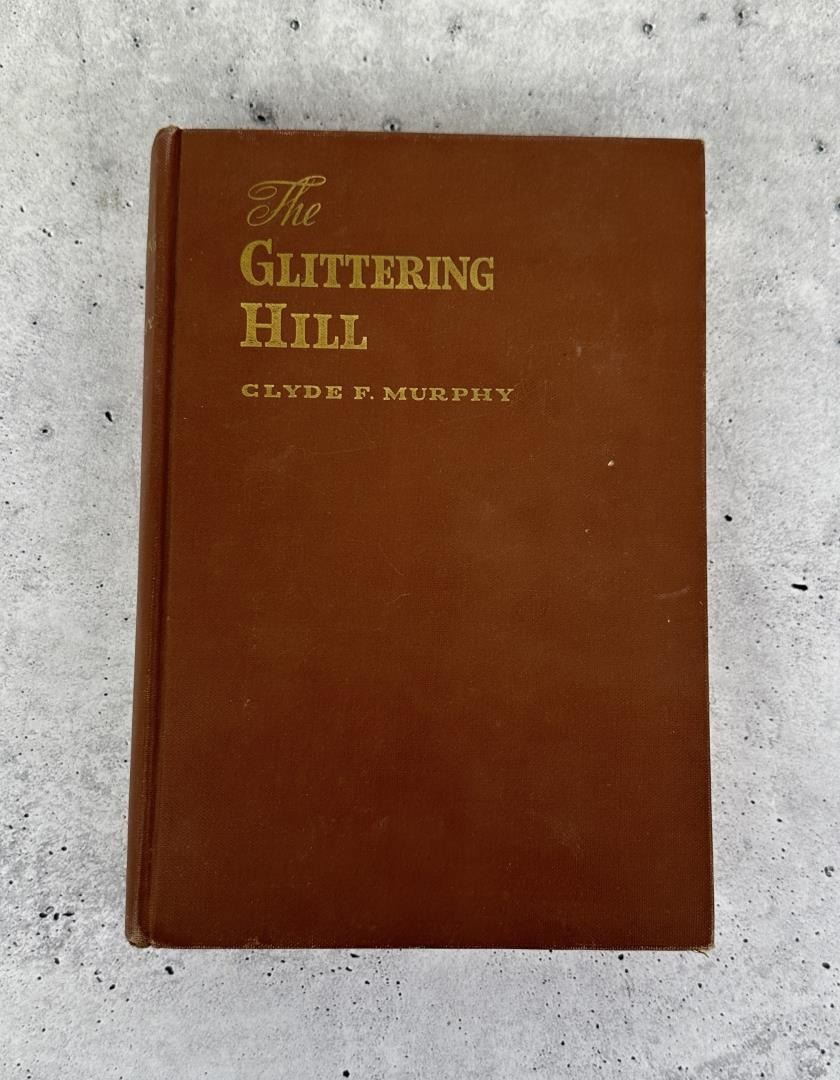 The
GLITTERING
HILL
CLYDE F. MURPHY